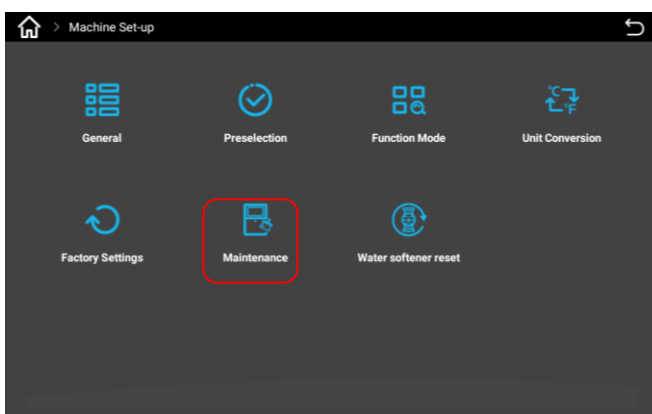 > Machine Set-up
General
Preselection
Function Mode
°C °F
Unit Conversion
Factory Settings
Maintenance
Water softener reset